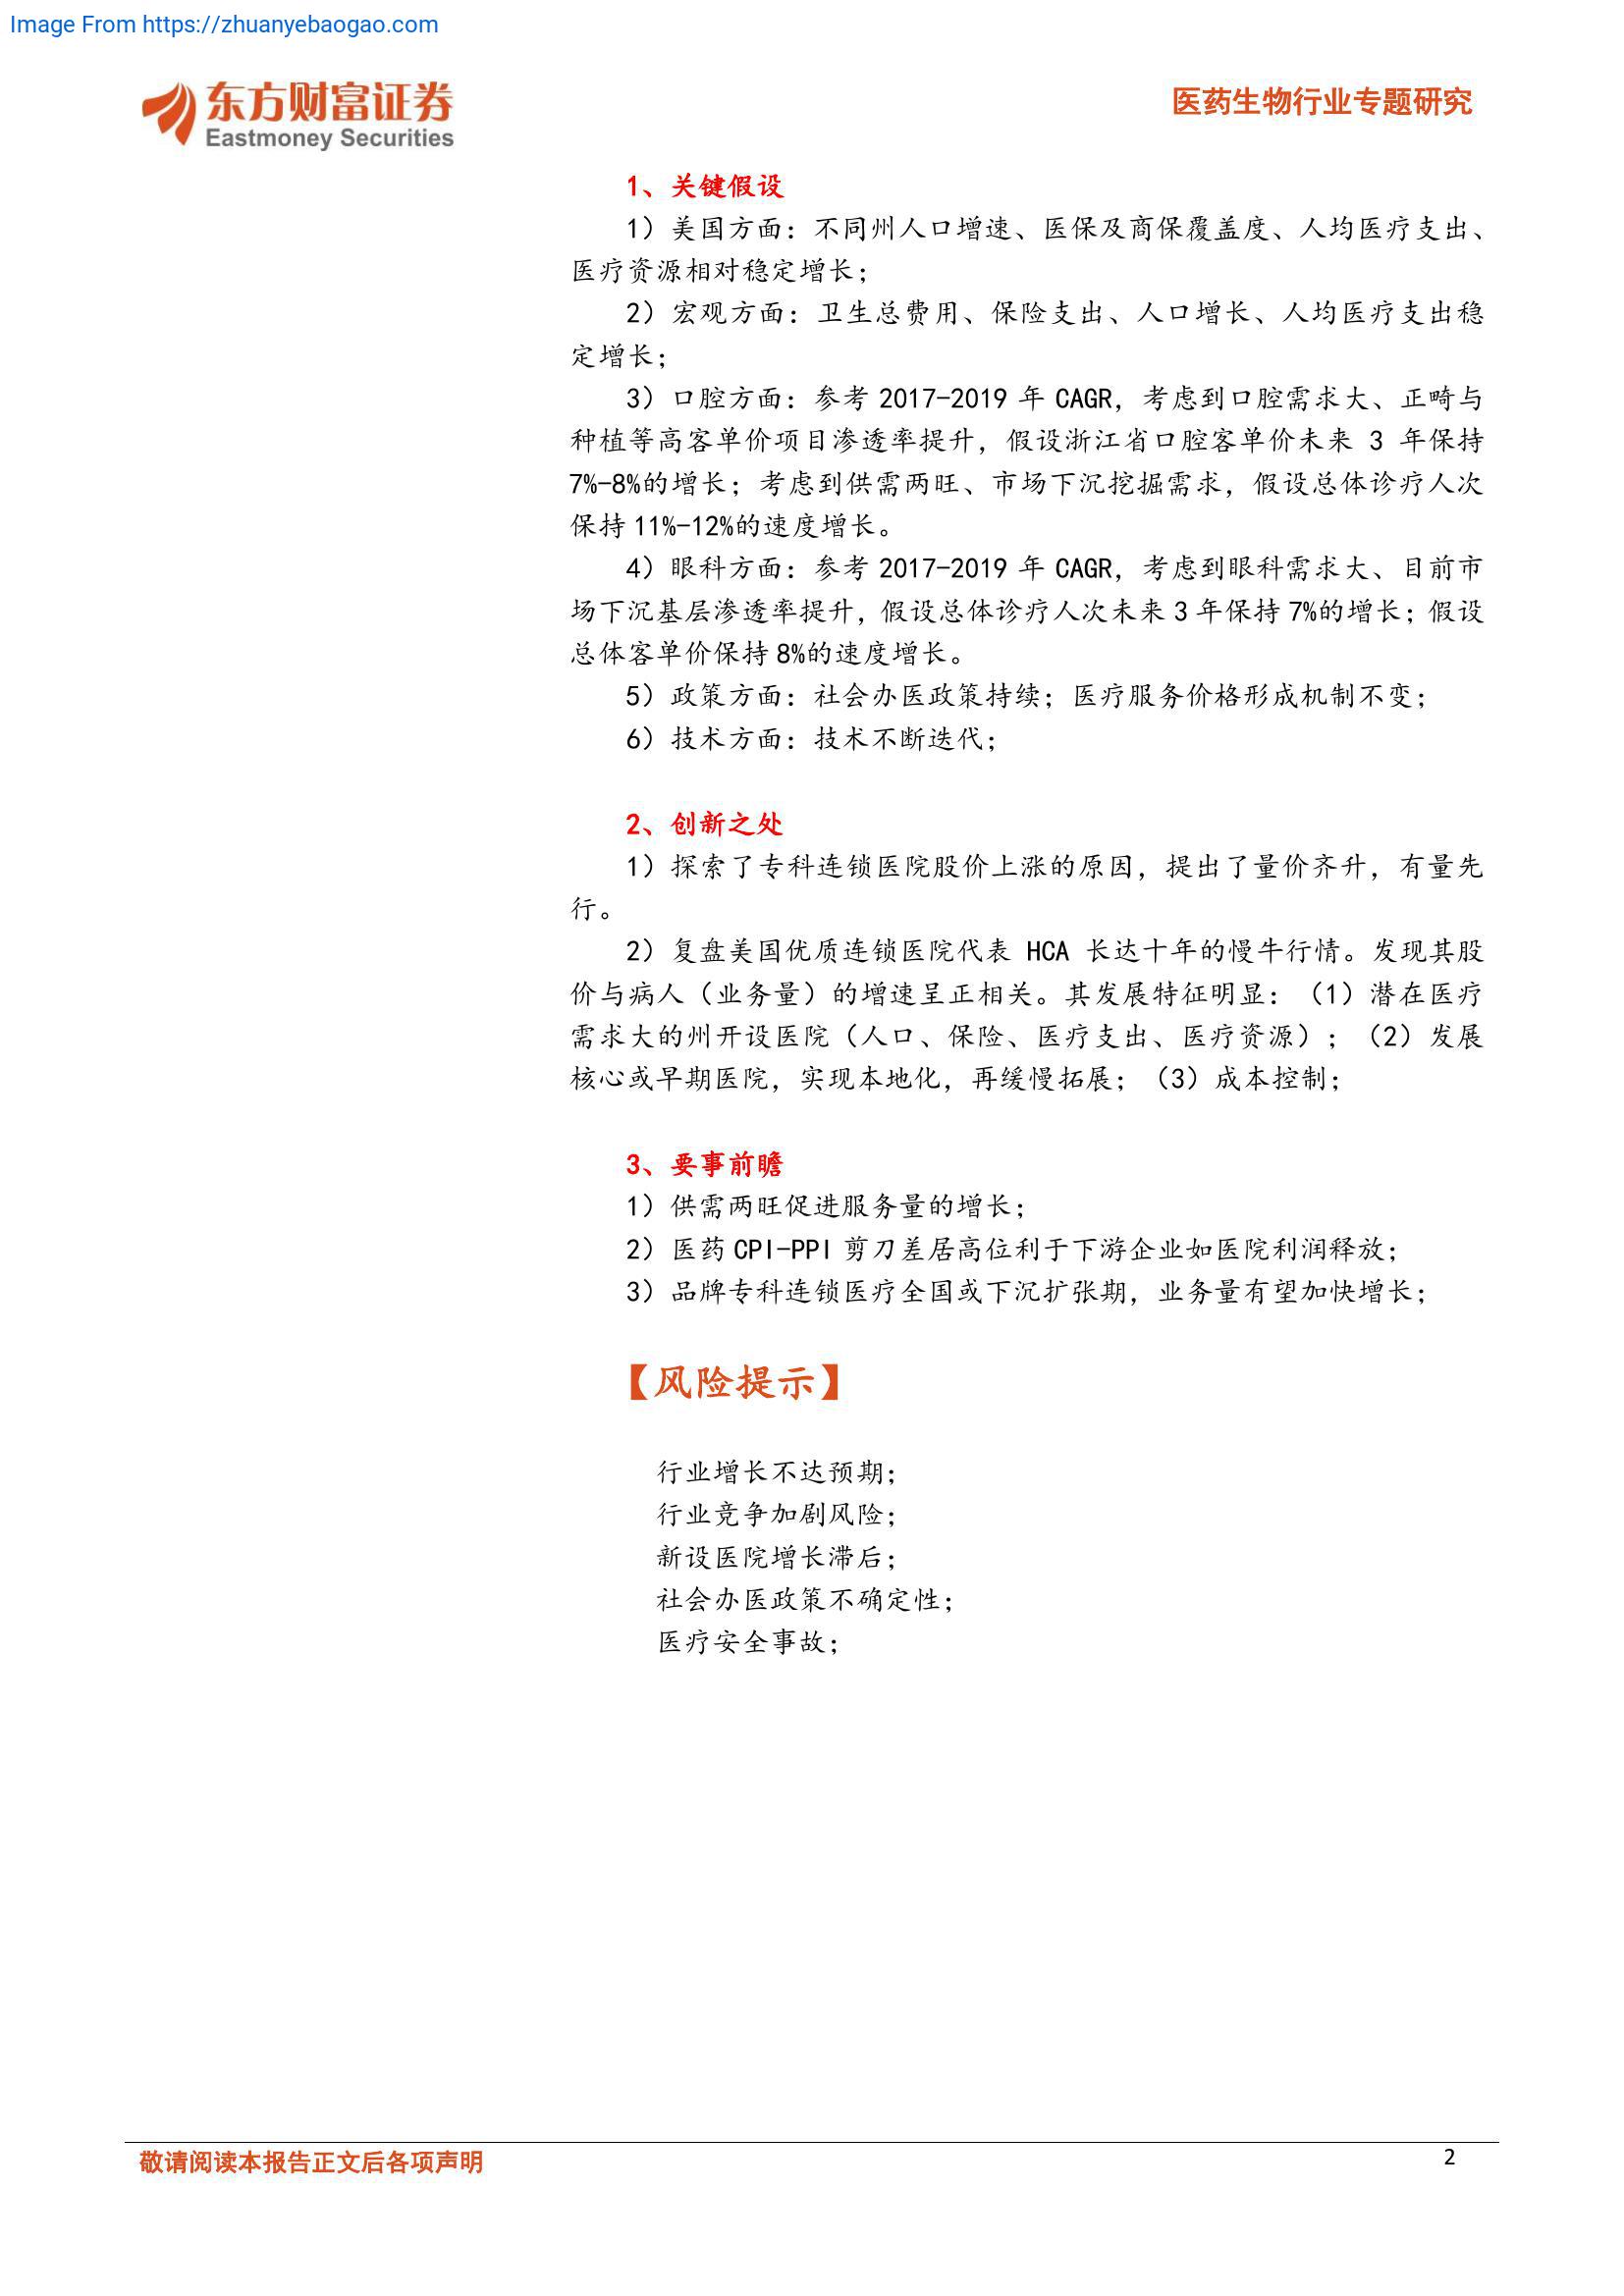 Image From https://zhuanyebaogao.com
东方财富证券
Eastmoney Securities
医药生物行业专题研究
1、关键假设
1）美国方面：不同州人口增速、医保及商保覆盖度、人均医疗支出、
医疗资源相对稳定增长；
2）宏观方面：卫生总费用、保险支出、人口增长、人均医疗支出稳
定增长；
3）口腔方面：参考 2017-2019 年 CAGR，考虑到口腔需求大、正畸与
种植等高客单价项目渗透率提升，假设浙江省口腔客单价未来 3 年保持
7%-8%的增长；考虑到供需两旺、市场下沉挖掘需求，假设总体诊疗人次
保持 11%-12%的速度增长。
4）眼科方面：参考 2017-2019 年 CAGR，考虑到眼科需求大、目前市
场下沉基层渗透率提升，假设总体诊疗人次未来 3 年保持 7%的增长；假设
总体客单价保持 8%的速度增长。
5）政策方面：社会办医政策持续；医疗服务价格形成机制不变；
6）技术方面：技术不断迭代；
2、创新之处
1）探索了专科连锁医院股价上涨的原因，提出了量价齐升，有量先
行。
2）复盘美国优质连锁医院代表 HCA 长达十年的慢牛行情。发现其股
价与病人（业务量）的增速呈正相关。其发展特征明显：（1）潜在医疗
需求大的州开设医院（人口、保险、医疗支出、医疗资源）；（2）发展
核心或早期医院，实现本地化，再缓慢拓展；（3）成本控制；
3、要事前瞻
1）供需两旺促进服务量的增长；
2）医药 CPI-PPI 剪刀差居高位利于下游企业如医院利润释放；
3）品牌专科连锁医疗全国或下沉扩张期，业务量有望加快增长；
【风险提示】
行业增长不达预期；
行业竞争加剧风险；
新设医院增长滞后；
社会办医政策不确定性；
医疗安全事故；
敬请阅读本报告正文后各项声明
2